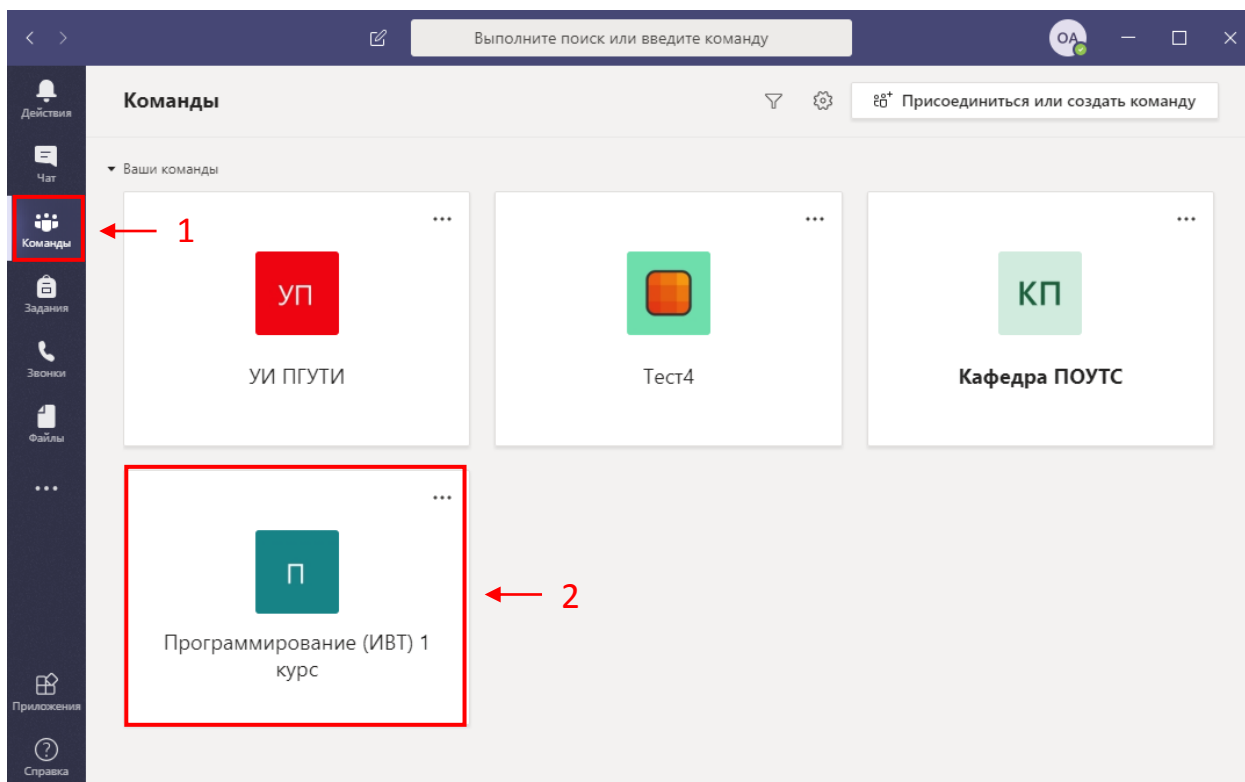 Выполните поиск или введите команду
ОА
Действия
Чат
Команды
Задания
Звонки
Файлы
Приложения
Справка
Команды
Присоединиться или создать команду
Ваши команды
1
УП
УИ ПГУТИ
Тест4
КП
Кафедра ПОУТС
П
Программирование (ИВТ) 1
курс
2